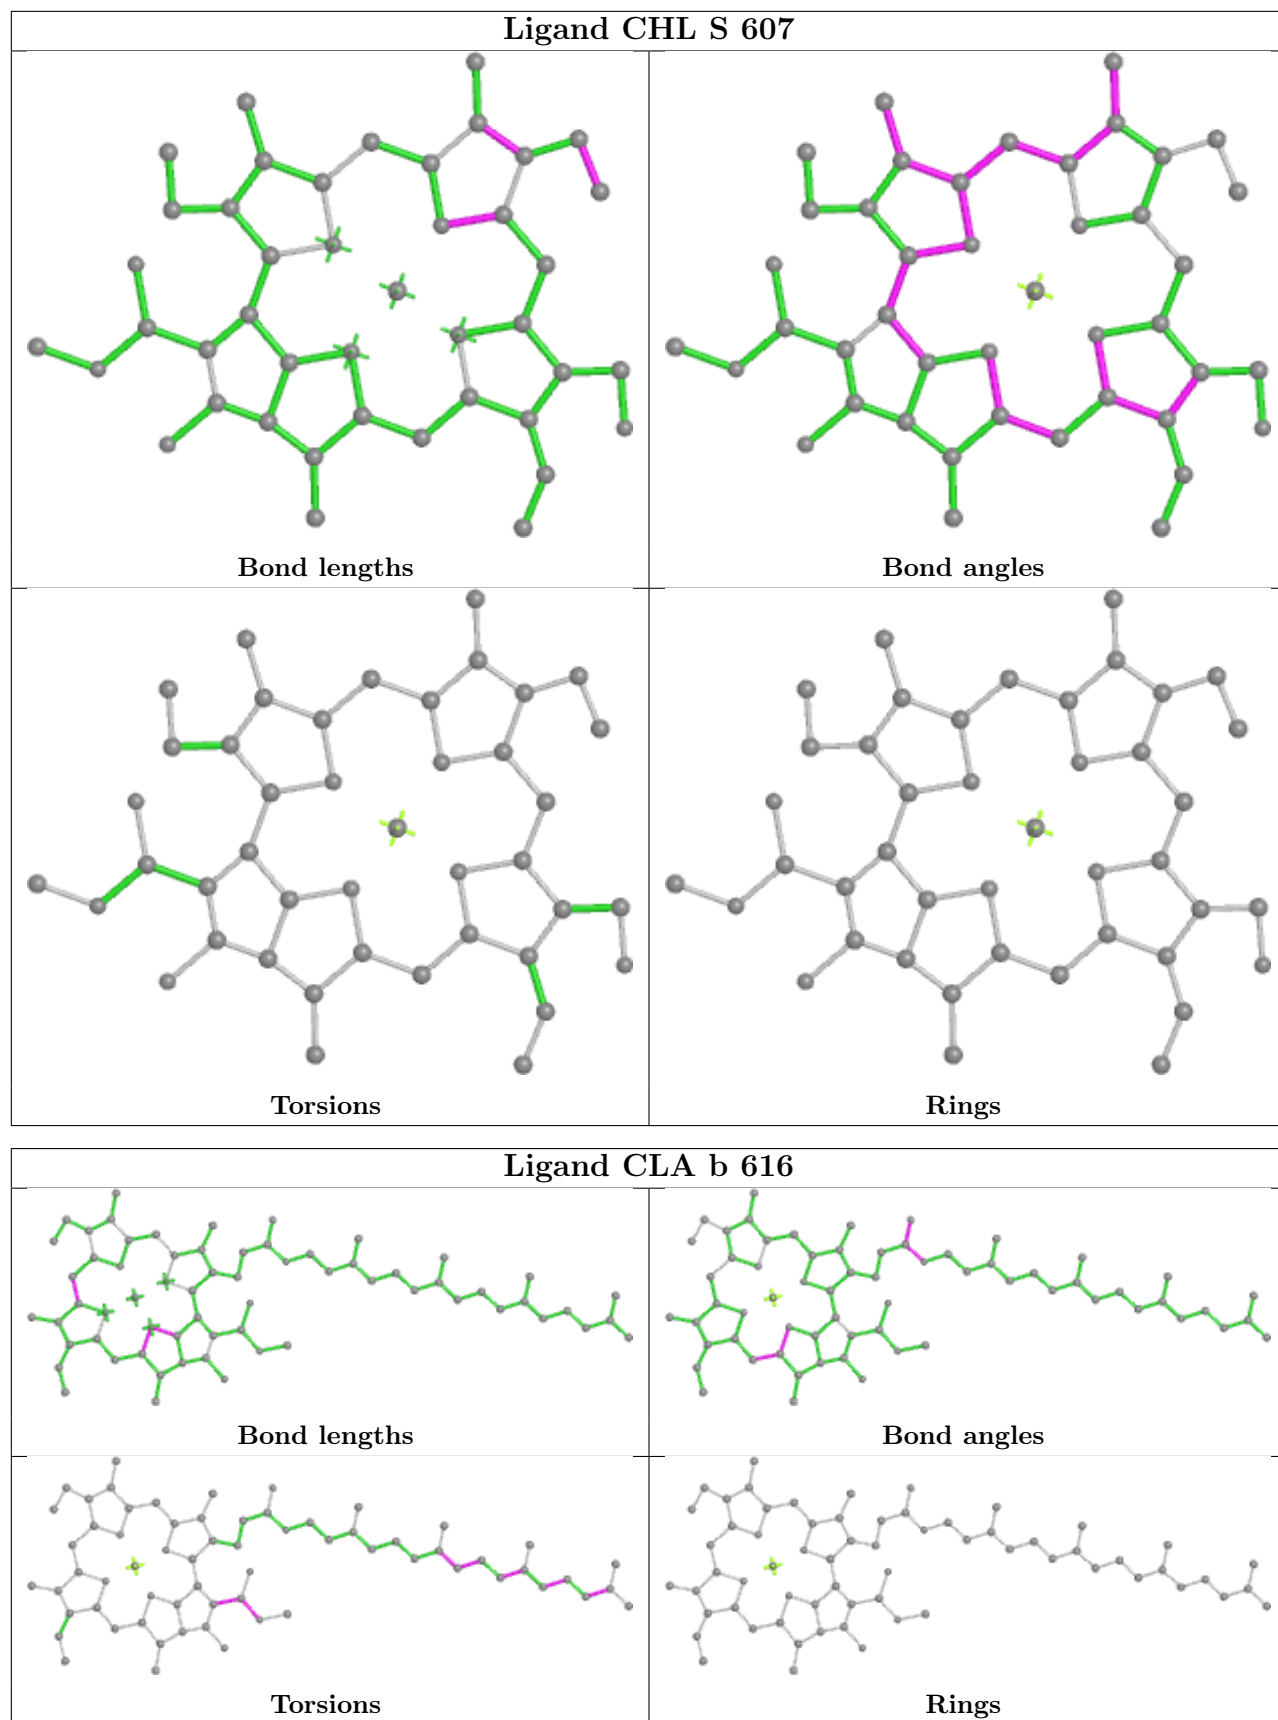 Ligand CHL S 607
Bond lengths
Bond angles
Torsions
Rings
Ligand CLA b 616
Bond lengths
Bond angles
Torsions
Rings